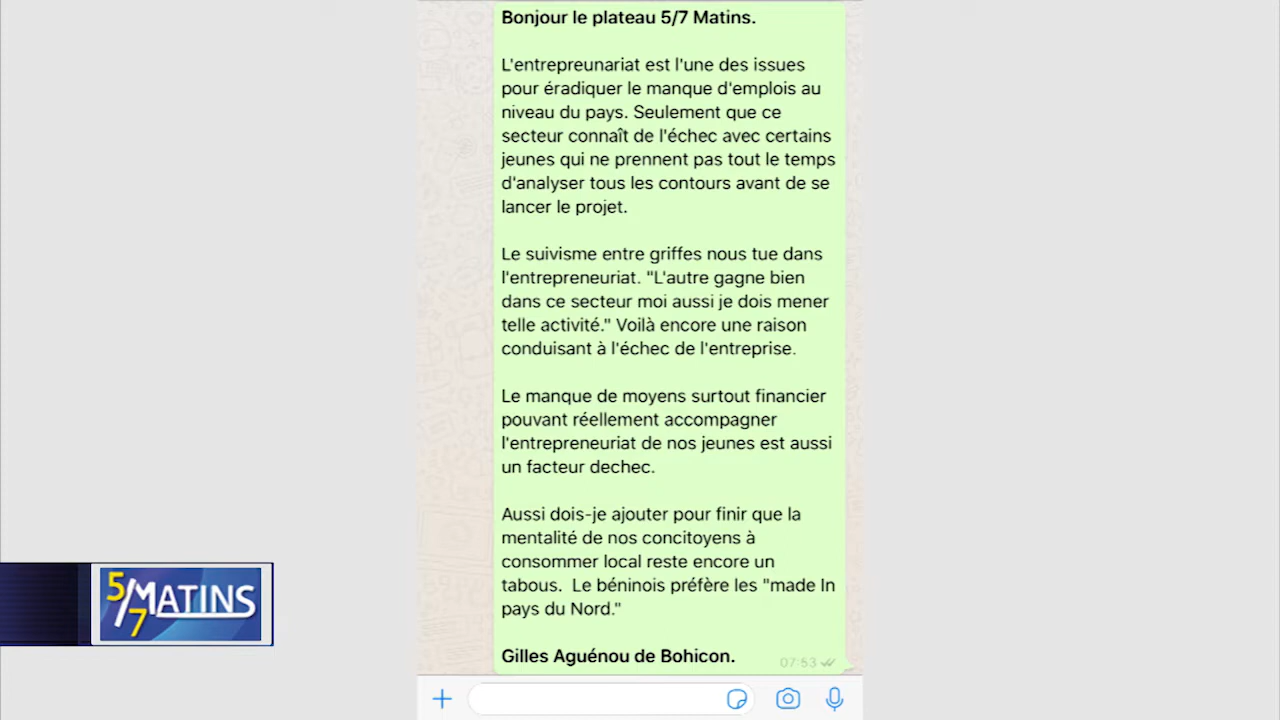 Bonjour le plateau 5/7 Matins.
L'entrepreunariat est l'une des issues
pour éradiquer le manque d'emplois au
niveau du pays. Seulement que ce
secteur connaît de l'échec avec certains
jeunes qui ne prennent pas tout le temps
d'analyser tous les contours avant de se
lancer le projet.
Le suivisme entre griffes nous tue dans
l'entrepreneuriat. "L'autre gagne bien
dans ce secteur moi aussi je dois mener
telle activité." Voilà encore une raison
conduisant à l'échec de l'entreprise.
Le manque de moyens surtout financier
pouvant réellement accompagner
l'entrepreneuriat de nos jeunes est aussi
un facteur dechec.
Aussi dois-je ajouter pour finir que la
mentalité de nos concitoyens à
consommer local reste encore un
tabous.  Le béninois préfère les "made In
pays du Nord."
Gilles Aguénou de Bohicon.
07:53
5/7 MATINS